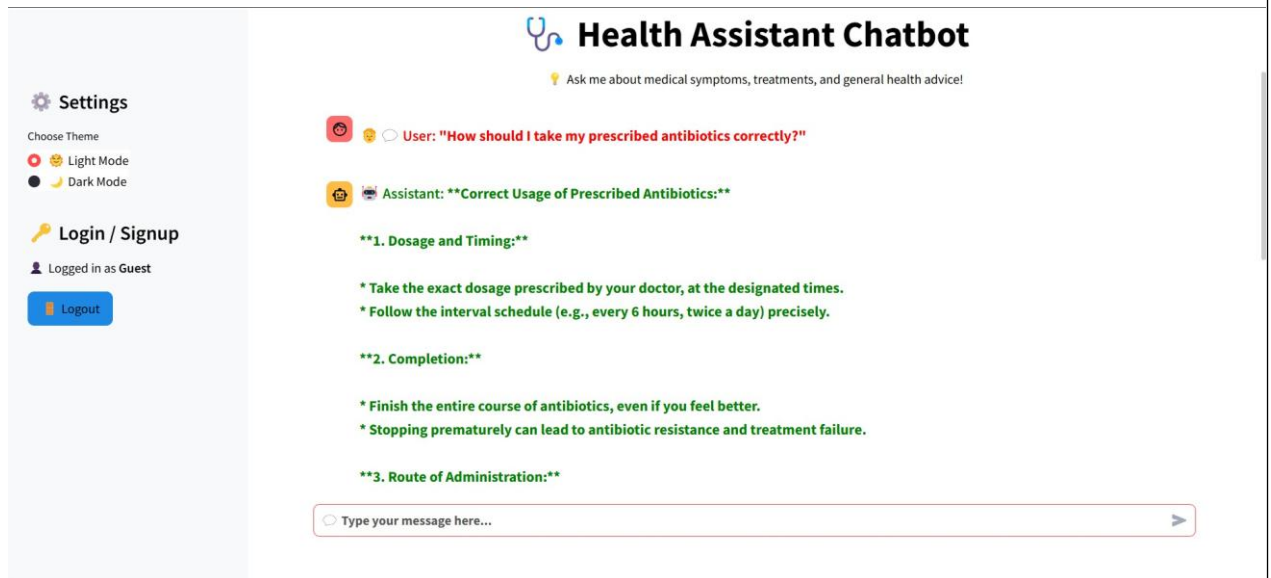 Health Assistant Chatbot
Ask me about medical symptoms, treatments, and general health advice!
Settings
Choose Theme
Light Mode
Dark Mode
Login / Signup
Logged in as Guest
Logout
User: "How should I take my prescribed antibiotics correctly?"
Assistant: **Correct Usage of Prescribed Antibiotics:**
**1. Dosage and Timing:**
* Take the exact dosage prescribed by your doctor, at the designated times.
* Follow the interval schedule (e.g., every 6 hours, twice a day) precisely.
**2. Completion:**
* Finish the entire course of antibiotics, even if you feel better.
* Stopping prematurely can lead to antibiotic resistance and treatment failure.
**3. Route of Administration:**
Type your message here...